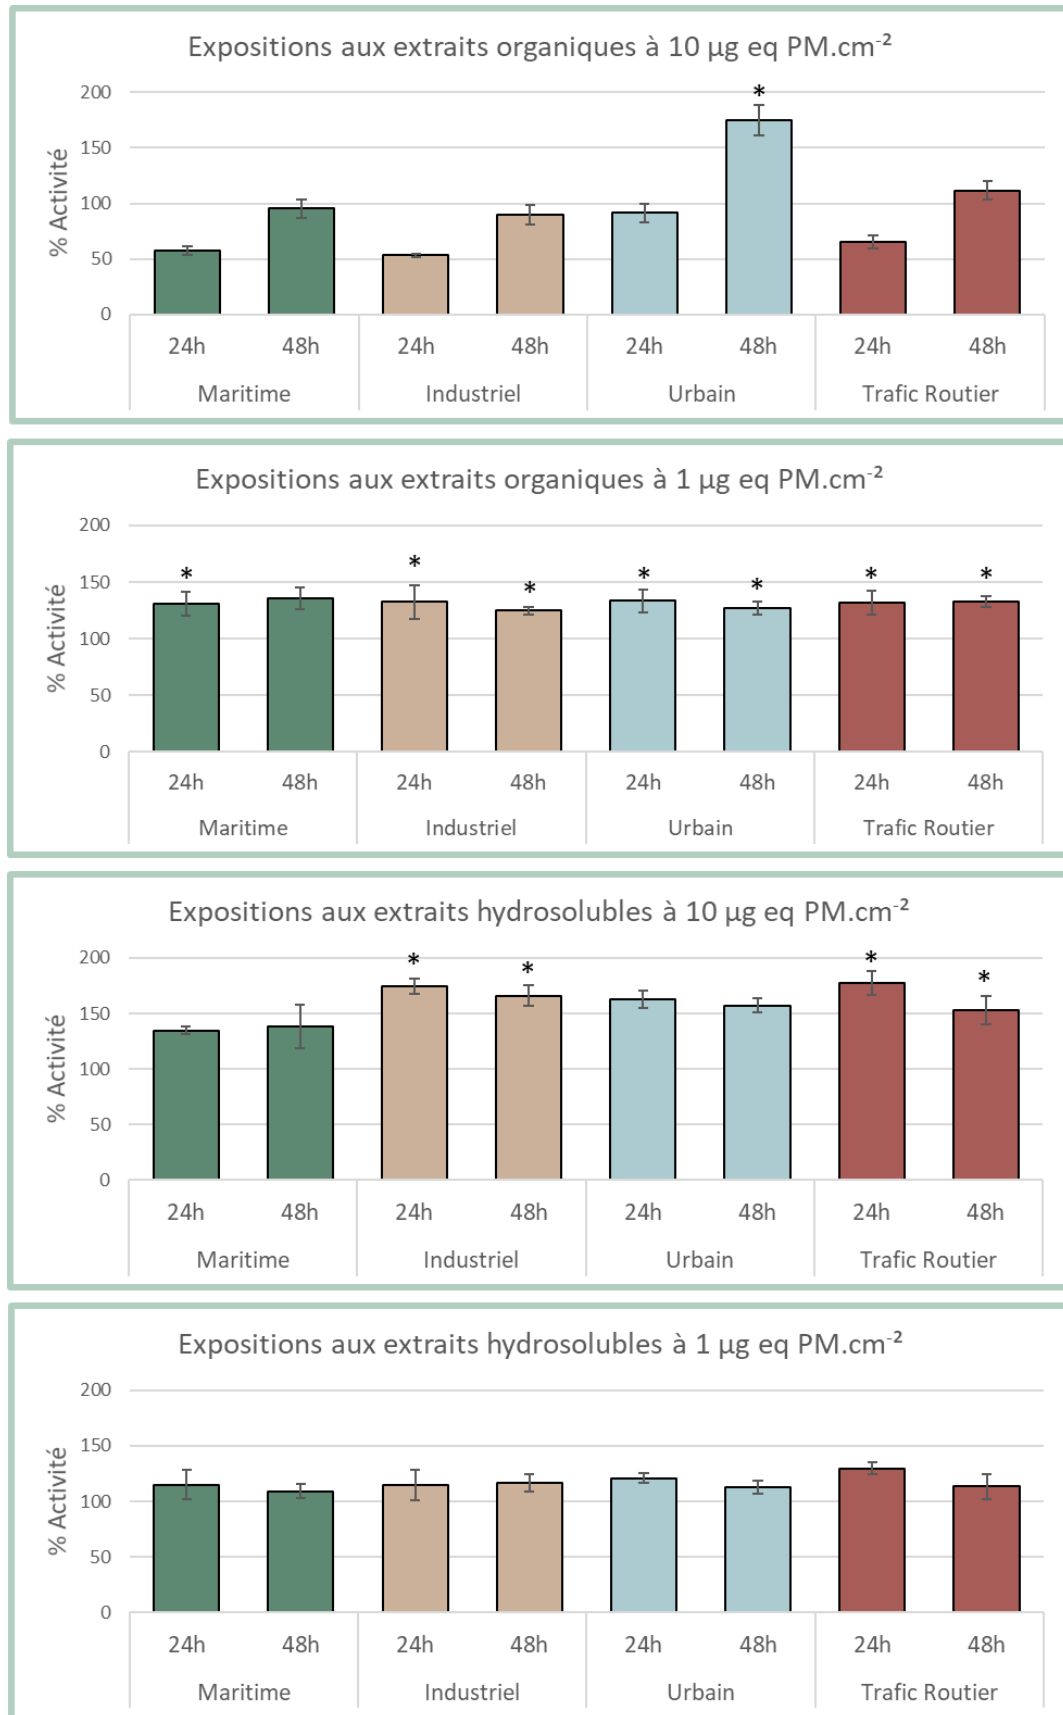 Expositions aux extraits organiques à 10 µg eq PM.cm⁻²
% Activité
200
150
100
50
0
*
24h 48h 24h 48h 24h 48h 24h 48h
Maritime Industriel Urbain Trafic Routier
Expositions aux extraits organiques à 1 µg eq PM.cm⁻²
% Activité
200
150
100
50
0
* * * * * * *
24h 48h 24h 48h 24h 48h 24h 48h
Maritime Industriel Urbain Trafic Routier
Expositions aux extraits hydrosolubles à 10 µg eq PM.cm⁻²
% Activité
200
150
100
50
0
* * * *
24h 48h 24h 48h 24h 48h 24h 48h
Maritime Industriel Urbain Trafic Routier
Expositions aux extraits hydrosolubles à 1 µg eq PM.cm⁻²
% Activité
200
150
100
50
0
24h 48h 24h 48h 24h 48h 24h 48h
Maritime Industriel Urbain Trafic Routier